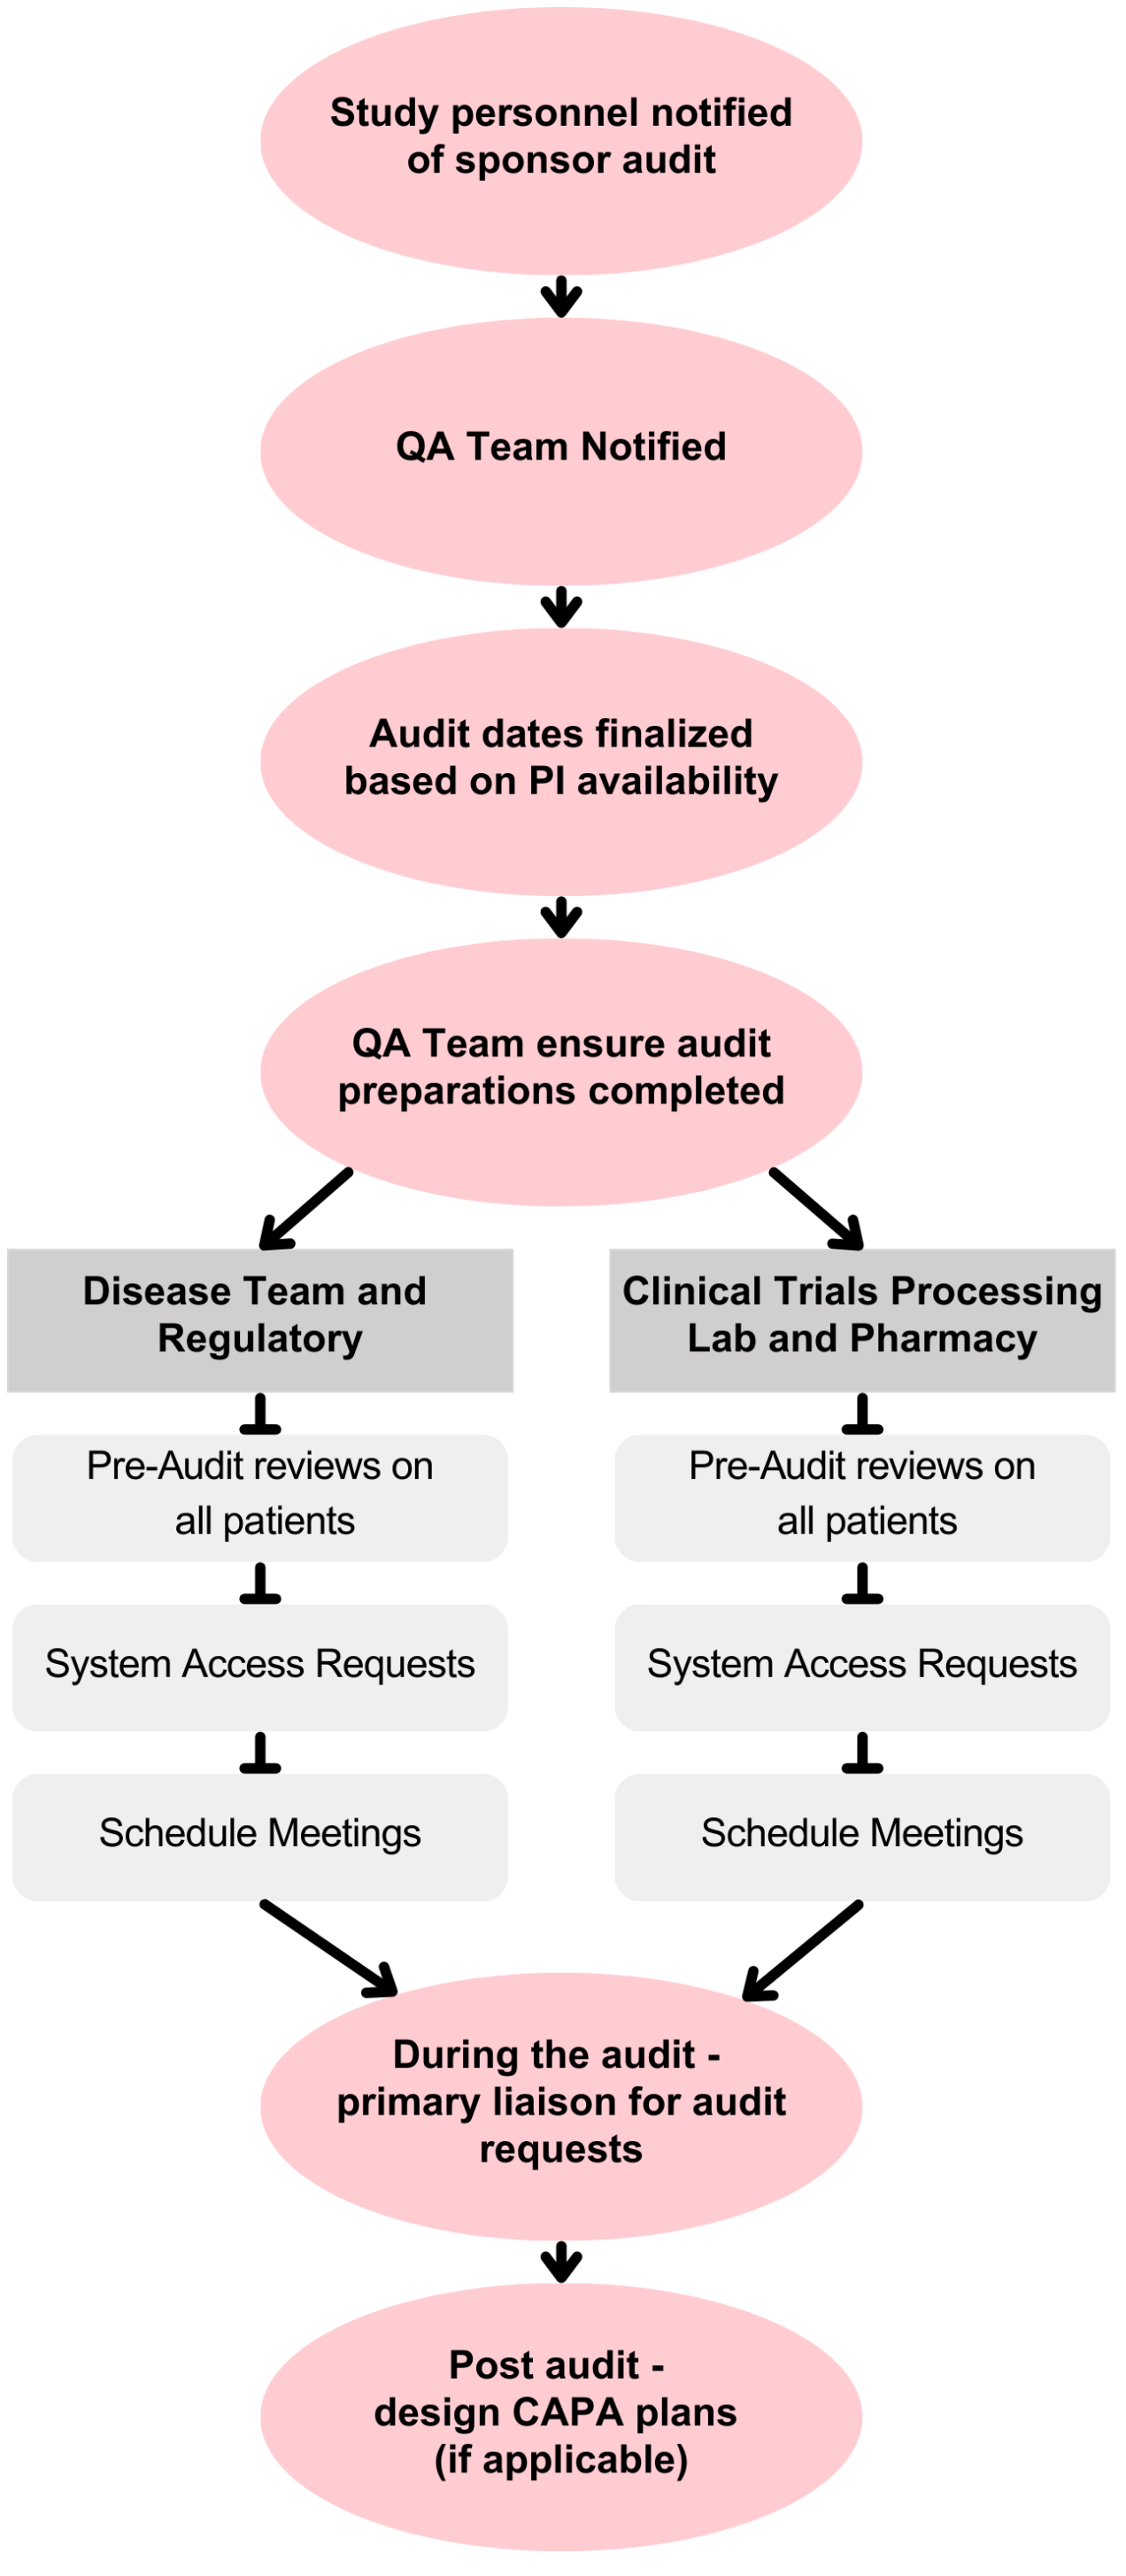 Study personnel notified
of sponsor audit
QA Team Notified
Audit dates finalized
based on PI availability
QA Team ensure audit
preparations completed
Disease Team and
Regulatory
Pre-Audit reviews on
all patients
System Access Requests
Schedule Meetings
Clinical Trials Processing
Lab and Pharmacy
Pre-Audit reviews on
all patients
System Access Requests
Schedule Meetings
During the audit -
primary liaison for audit
requests
Post audit -
design CAPA plans
(if applicable)